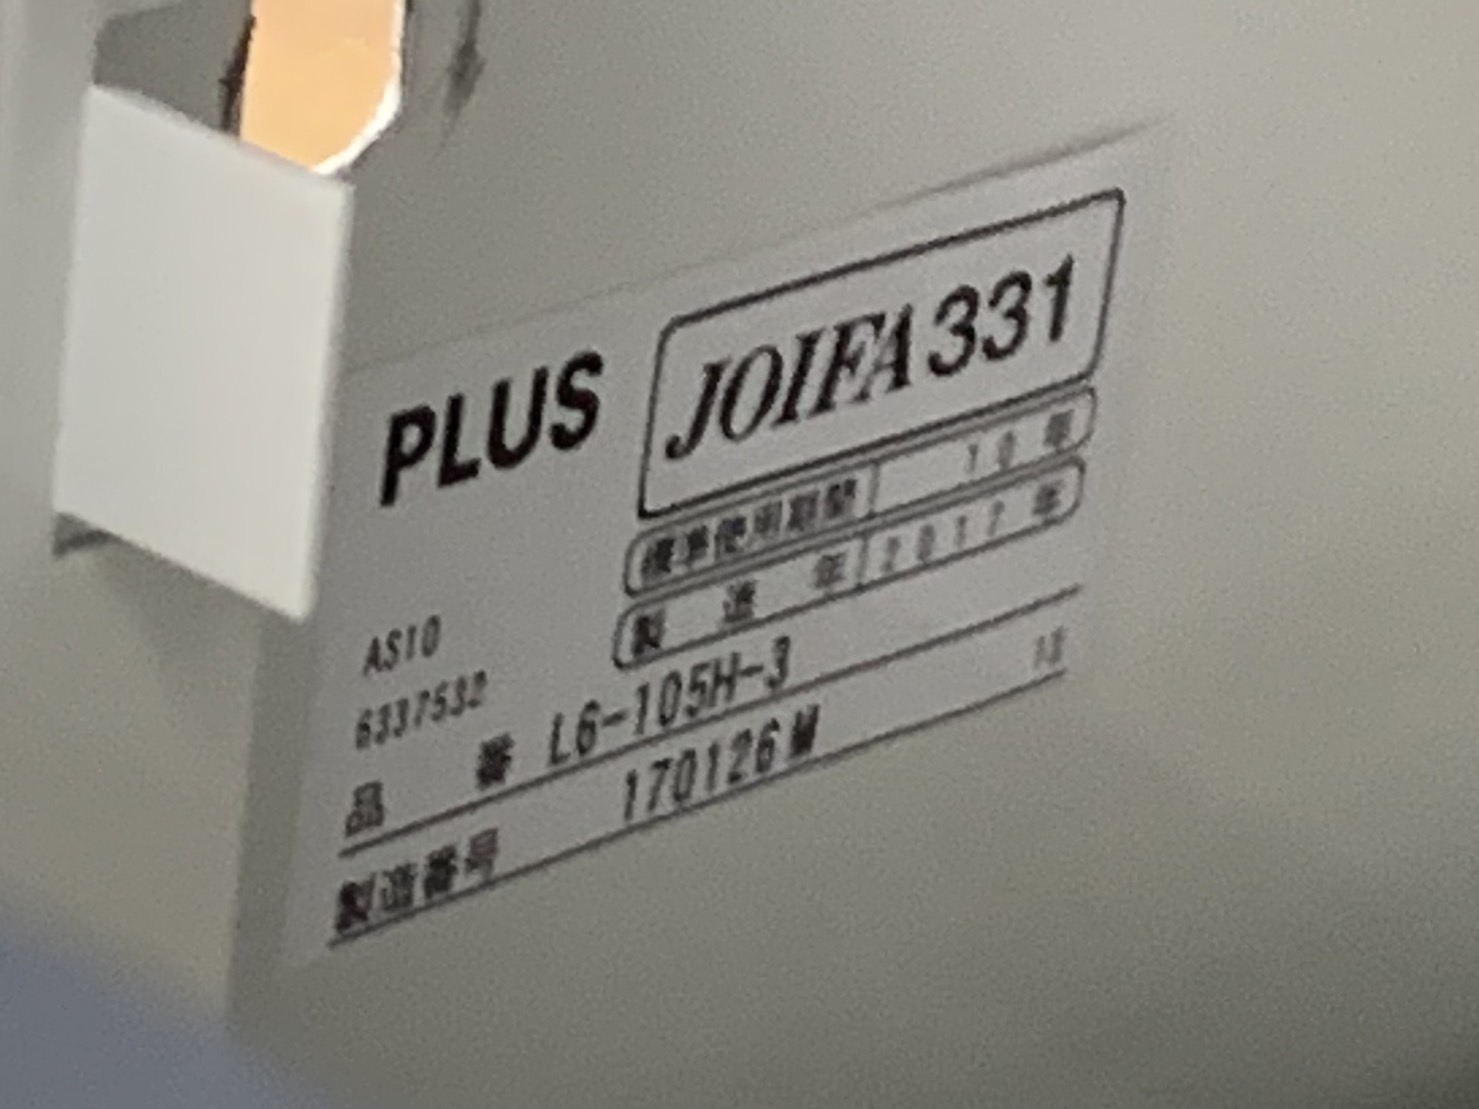 PLUS
JOIFA331
標準使用期間 10年
製造年 2017年
AS10
6337532
品番 L6-105H-3
製造番号 170126M